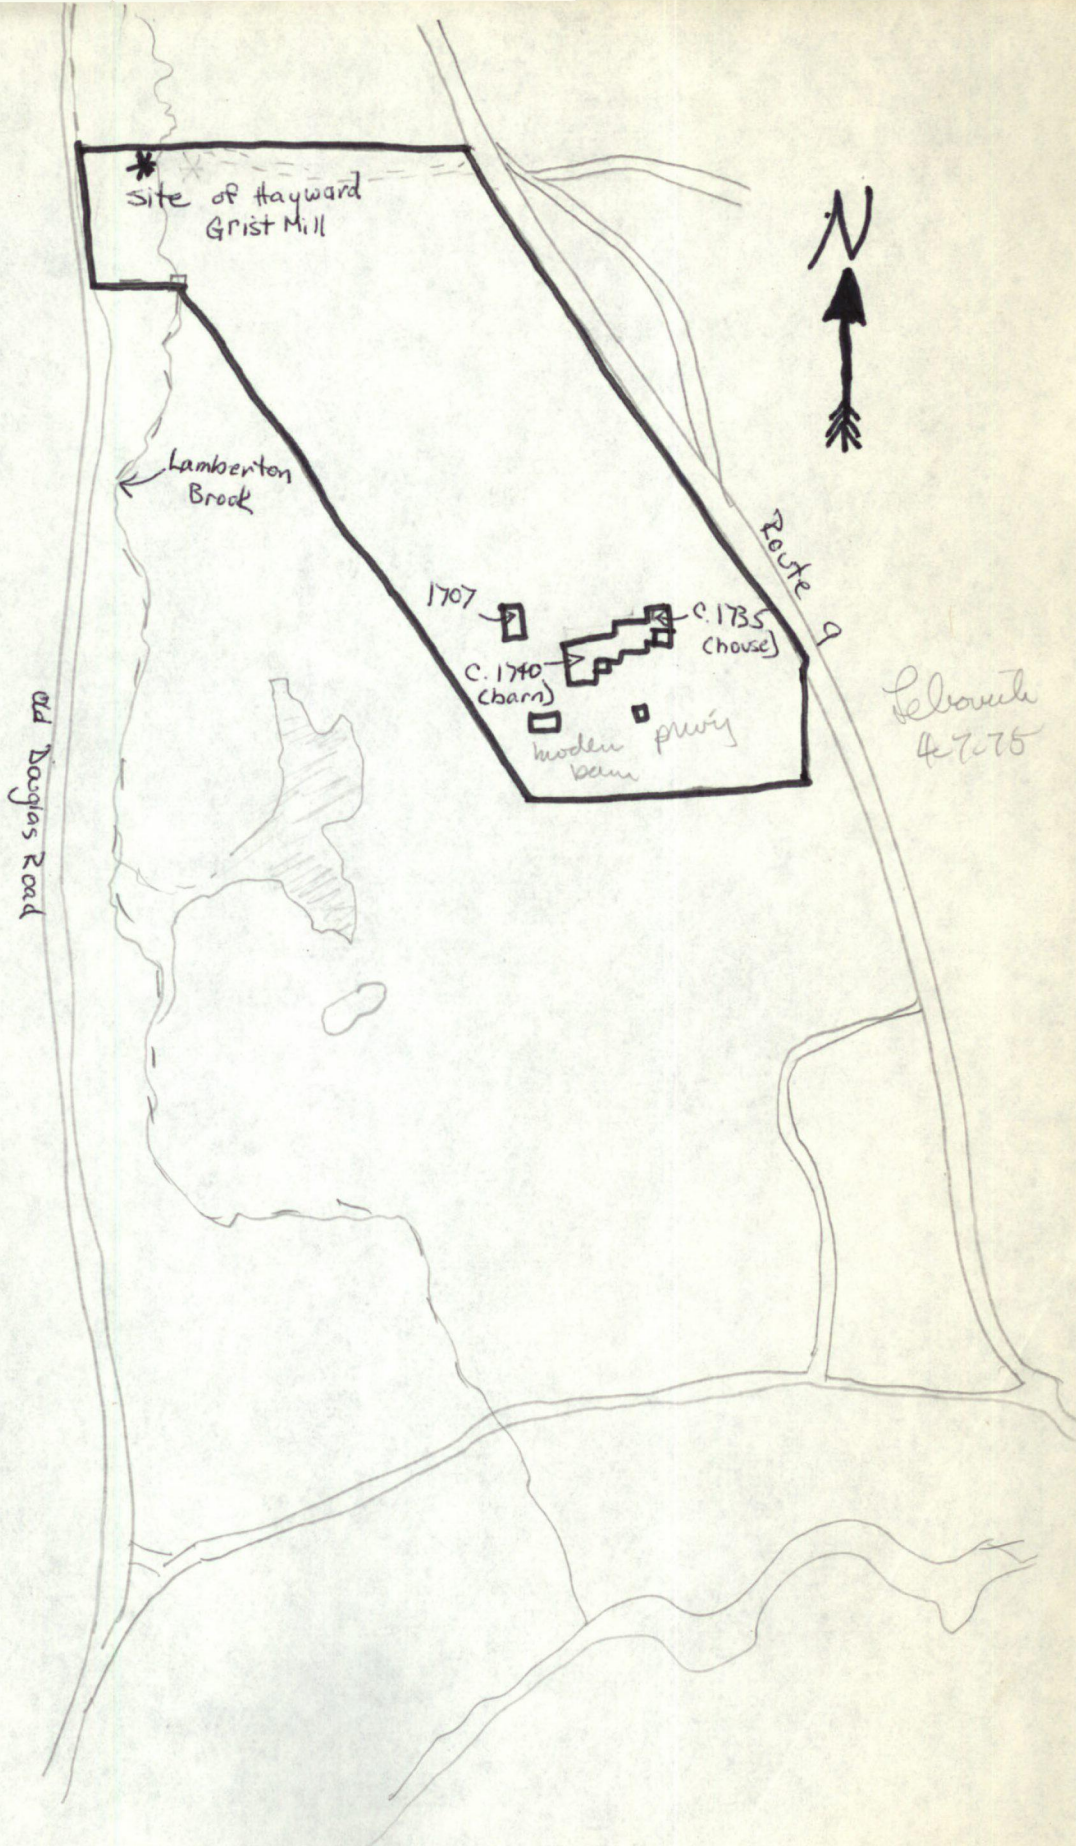 Site of Hayward
Grist Mill
N
Lamberton
Brook
Route 9
1707
C. 1735
(house)
C. 1740
(barn)
privy
barn
4-7-75
Old Douglas Road